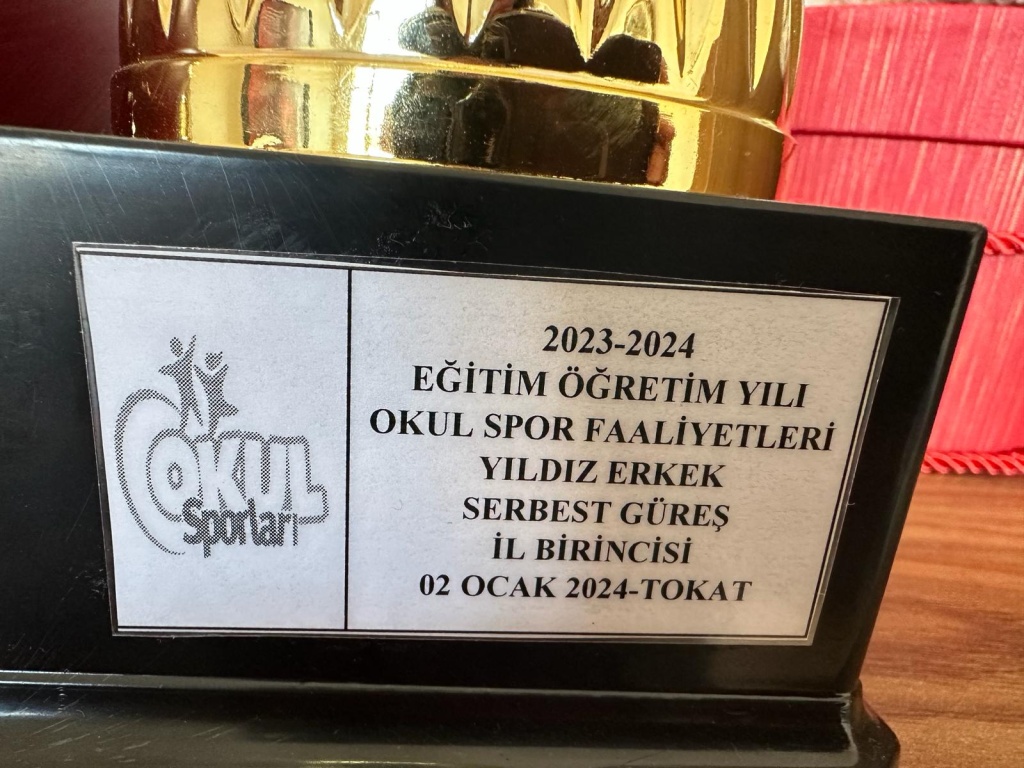 OKUL
Sporları
2023-2024
EĞİTİM ÖĞRETİM YILI
OKUL SPOR FAALİYETLERİ
YILDIZ ERKEK
SERBEST GÜREŞ
İL BİRİNCİSİ
02 OCAK 2024-TOKAT